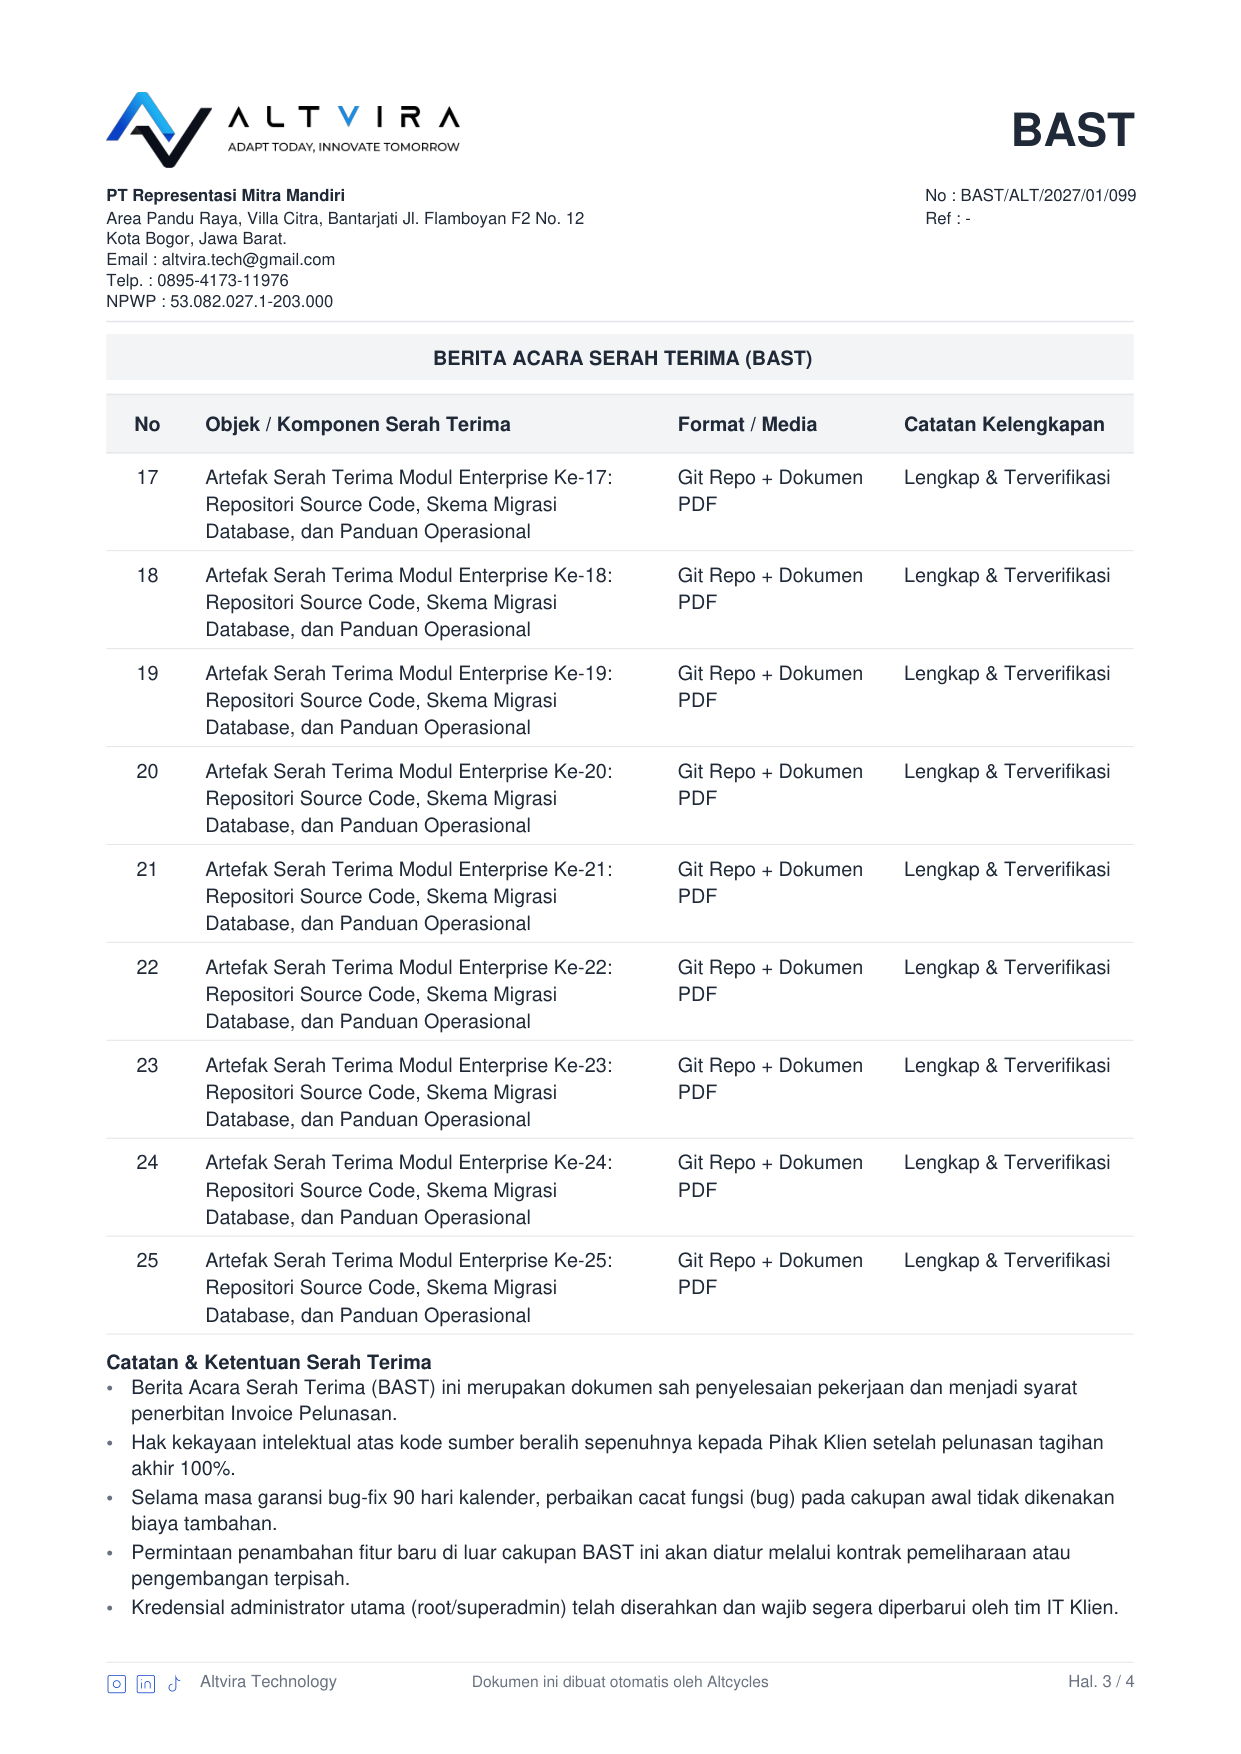 ALTVIRA
ADAPT TODAY, INNOVATE TOMORROW
BAST
PT Representasi Mitra Mandiri
Area Pandu Raya, Villa Citra, Bantarjati Jl. Flamboyan F2 No. 12
Kota Bogor, Jawa Barat.
Email : altvira.tech@gmail.com
Telp. : 0895-4173-11976
NPWP : 53.082.027.1-203.000
No : BAST/ALT/2027/01/099
Ref : -
BERITA ACARA SERAH TERIMA (BAST)
No Objek / Komponen Serah Terima Format / Media Catatan Kelengkapan
17 Artefak Serah Terima Modul Enterprise Ke-17: Git Repo + Dokumen Lengkap & Terverifikasi
Repositori Source Code, Skema Migrasi PDF
Database, dan Panduan Operasional
18 Artefak Serah Terima Modul Enterprise Ke-18: Git Repo + Dokumen Lengkap & Terverifikasi
Repositori Source Code, Skema Migrasi PDF
Database, dan Panduan Operasional
19 Artefak Serah Terima Modul Enterprise Ke-19: Git Repo + Dokumen Lengkap & Terverifikasi
Repositori Source Code, Skema Migrasi PDF
Database, dan Panduan Operasional
20 Artefak Serah Terima Modul Enterprise Ke-20: Git Repo + Dokumen Lengkap & Terverifikasi
Repositori Source Code, Skema Migrasi PDF
Database, dan Panduan Operasional
21 Artefak Serah Terima Modul Enterprise Ke-21: Git Repo + Dokumen Lengkap & Terverifikasi
Repositori Source Code, Skema Migrasi PDF
Database, dan Panduan Operasional
22 Artefak Serah Terima Modul Enterprise Ke-22: Git Repo + Dokumen Lengkap & Terverifikasi
Repositori Source Code, Skema Migrasi PDF
Database, dan Panduan Operasional
23 Artefak Serah Terima Modul Enterprise Ke-23: Git Repo + Dokumen Lengkap & Terverifikasi
Repositori Source Code, Skema Migrasi PDF
Database, dan Panduan Operasional
24 Artefak Serah Terima Modul Enterprise Ke-24: Git Repo + Dokumen Lengkap & Terverifikasi
Repositori Source Code, Skema Migrasi PDF
Database, dan Panduan Operasional
25 Artefak Serah Terima Modul Enterprise Ke-25: Git Repo + Dokumen Lengkap & Terverifikasi
Repositori Source Code, Skema Migrasi PDF
Database, dan Panduan Operasional
Catatan & Ketentuan Serah Terima
• Berita Acara Serah Terima (BAST) ini merupakan dokumen sah penyelesaian pekerjaan dan menjadi syarat
penerbitan Invoice Pelunasan.
• Hak kekayaan intelektual atas kode sumber beralih sepenuhnya kepada Pihak Klien setelah pelunasan tagihan
akhir 100%.
• Selama masa garansi bug-fix 90 hari kalender, perbaikan cacat fungsi (bug) pada cakupan awal tidak dikenakan
biaya tambahan.
• Permintaan penambahan fitur baru di luar cakupan BAST ini akan diatur melalui kontrak pemeliharaan atau
pengembangan terpisah.
• Kredensial administrator utama (root/superadmin) telah diserahkan dan wajib segera diperbarui oleh tim IT Klien.
Altvira Technology Dokumen ini dibuat otomatis oleh Altcycles Hal. 3 / 4